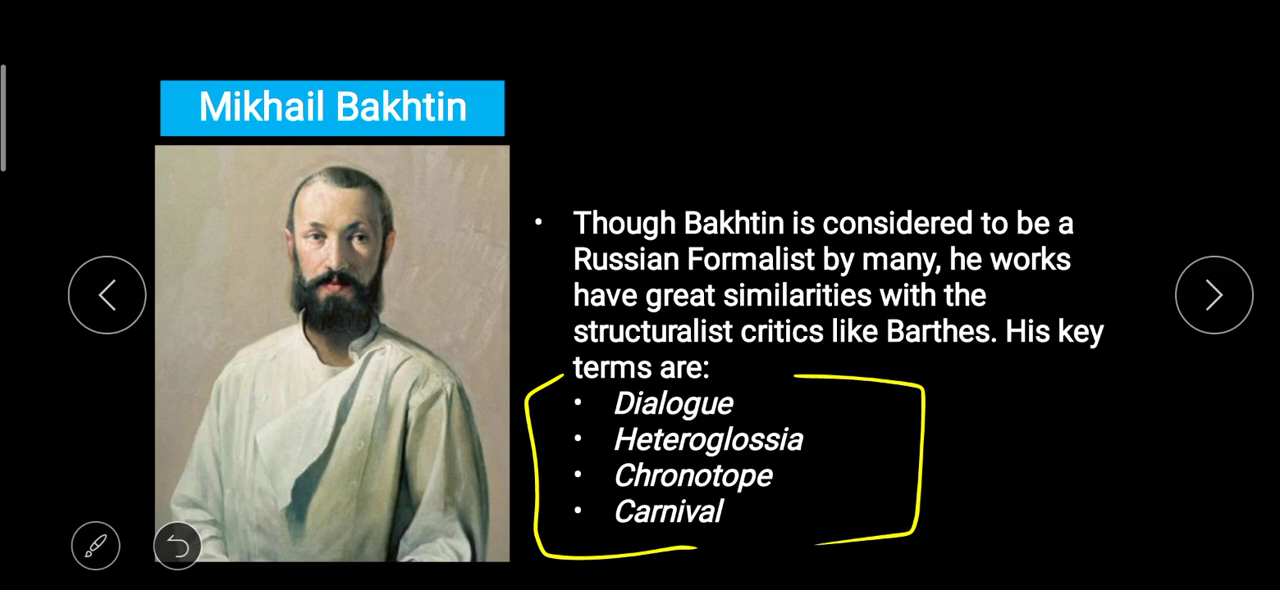 Mikhail Bakhtin
• Though Bakhtin is considered to be a
Russian Formalist by many, he works
have great similarities with the
structuralist critics like Barthes. His key
terms are:
• Dialogue
• Heteroglossia
• Chronotope
• Carnival